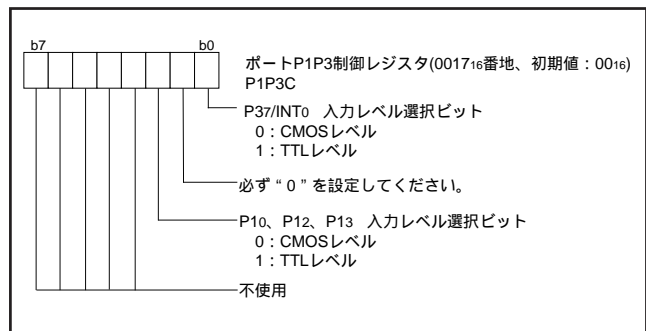 b7 b0
ポートP1P3制御レジスタ(001716番地、初期値：0016)
P1P3C
P37/INT0 入力レベル選択ビット
0：CMOSレベル
1：TTLレベル
必ず“0”を設定してください。
P10、P12、P13 入力レベル選択ビット
0：CMOSレベル
1：TTLレベル
不使用